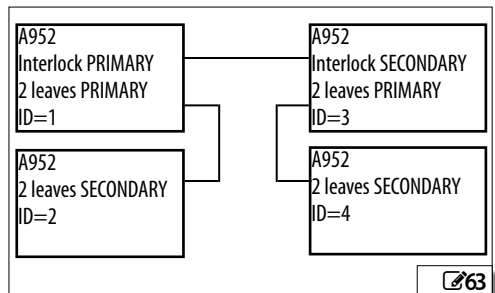 A952
Interlock PRIMARY
2 leaves PRIMARY
ID=1
A952
Interlock SECONDARY
2 leaves PRIMARY
ID=3
A952
2 leaves SECONDARY
ID=2
A952
2 leaves SECONDARY
ID=4
63